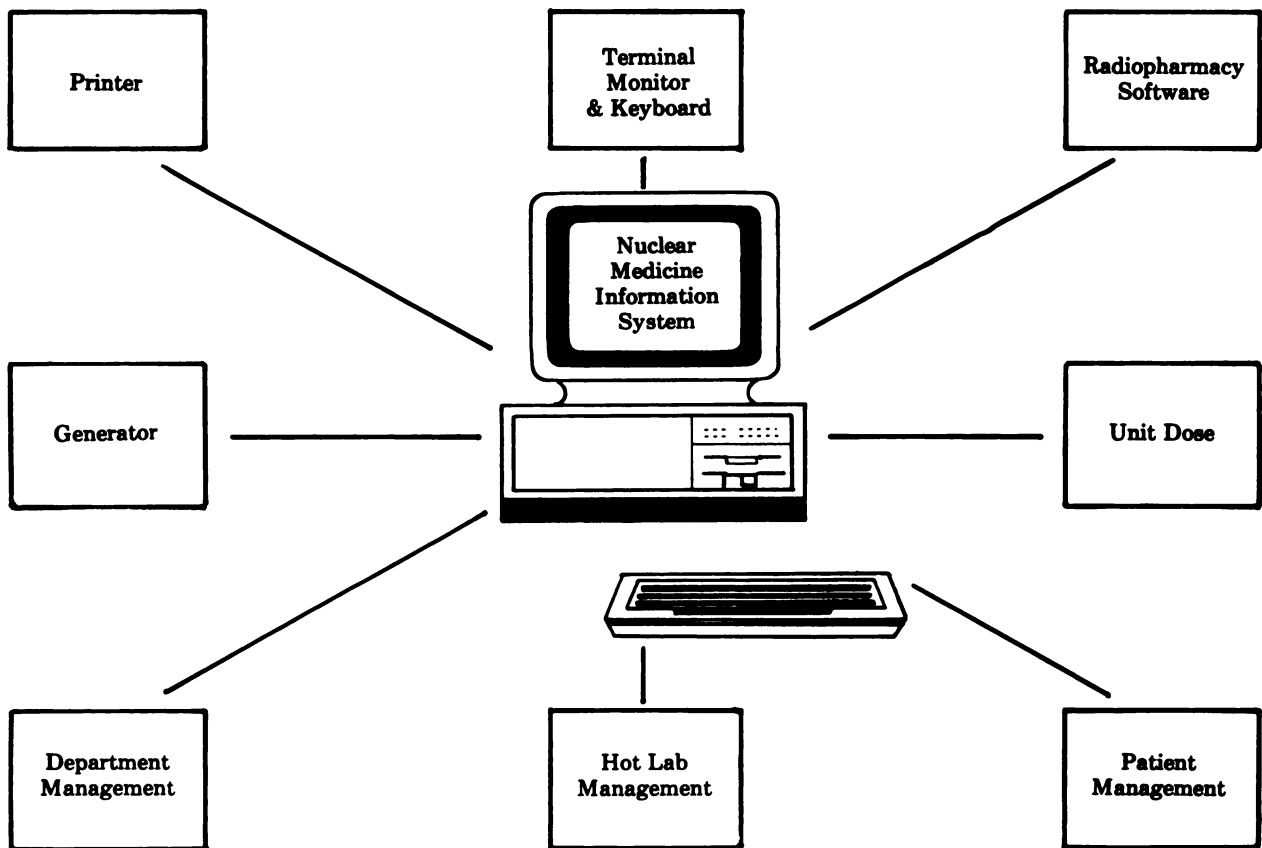 Printer
Terminal
Monitor
& Keyboard
Radiopharmacy
Software
Nuclear
Medicine
Information
System
Generator
Unit Dose
Department
Management
Hot Lab
Management
Patient
Management